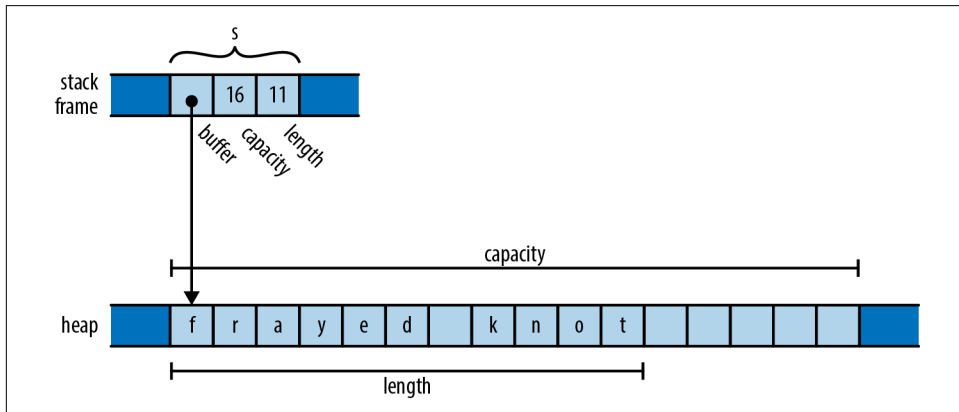 s
stack
frame
16 11
buffer
capacity
length
capacity
heap
f r a y e d k n o t
length